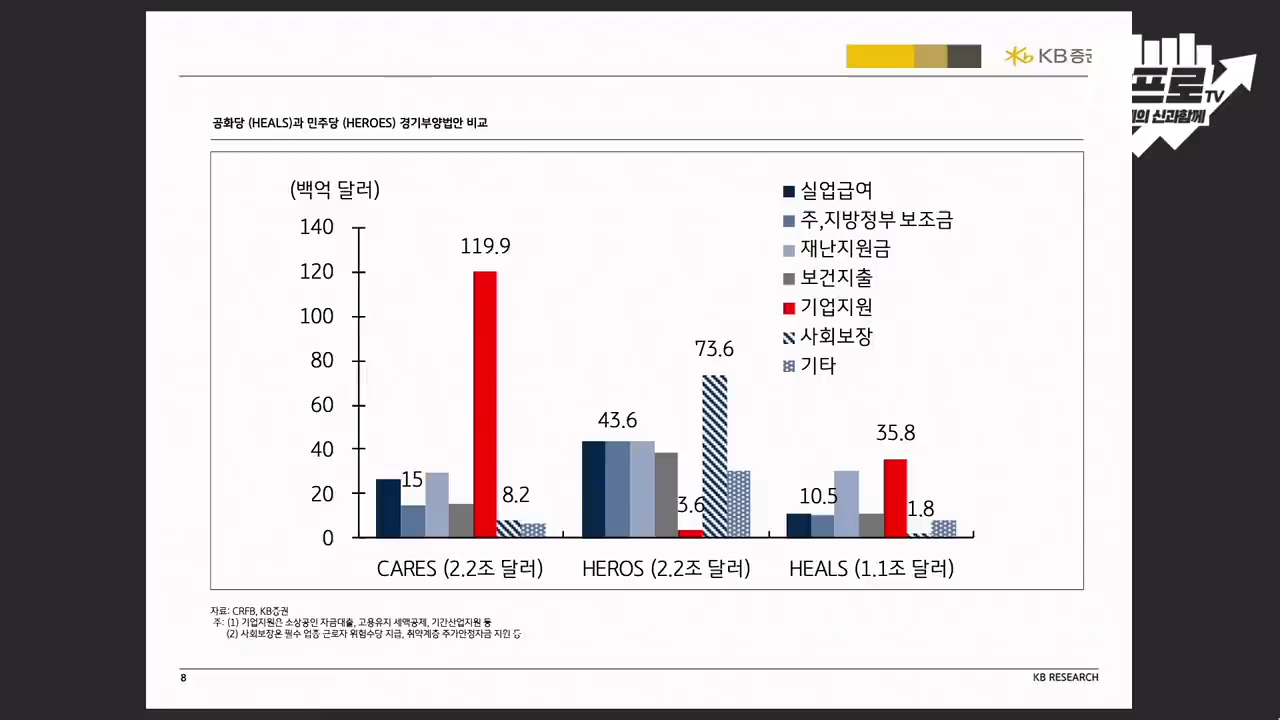 KB증권
프로TV
의 신과함께
공화당 (HEALS)과 민주당 (HEROES) 경기부양법안 비교
(백억 달러)
실업급여
주,지방정부 보조금
재난지원금
보건지출
기업지원
사회보장
기타
140
120
100
80
60
40
20
0
119.9
15
8.2
43.6
3.6
73.6
10.5
35.8
1.8
CARES (2.2조 달러)
HEROS (2.2조 달러)
HEALS (1.1조 달러)
자료: CRFB, KB증권
주: (1) 기업지원은 소상공인 자금대출, 고용유지 세액공제, 기간산업지원 등
(2) 사회보장은 필수 업종 근로자 위험수당 지급, 취약계층 주거안정자금 지원 등
8
KB RESEARCH